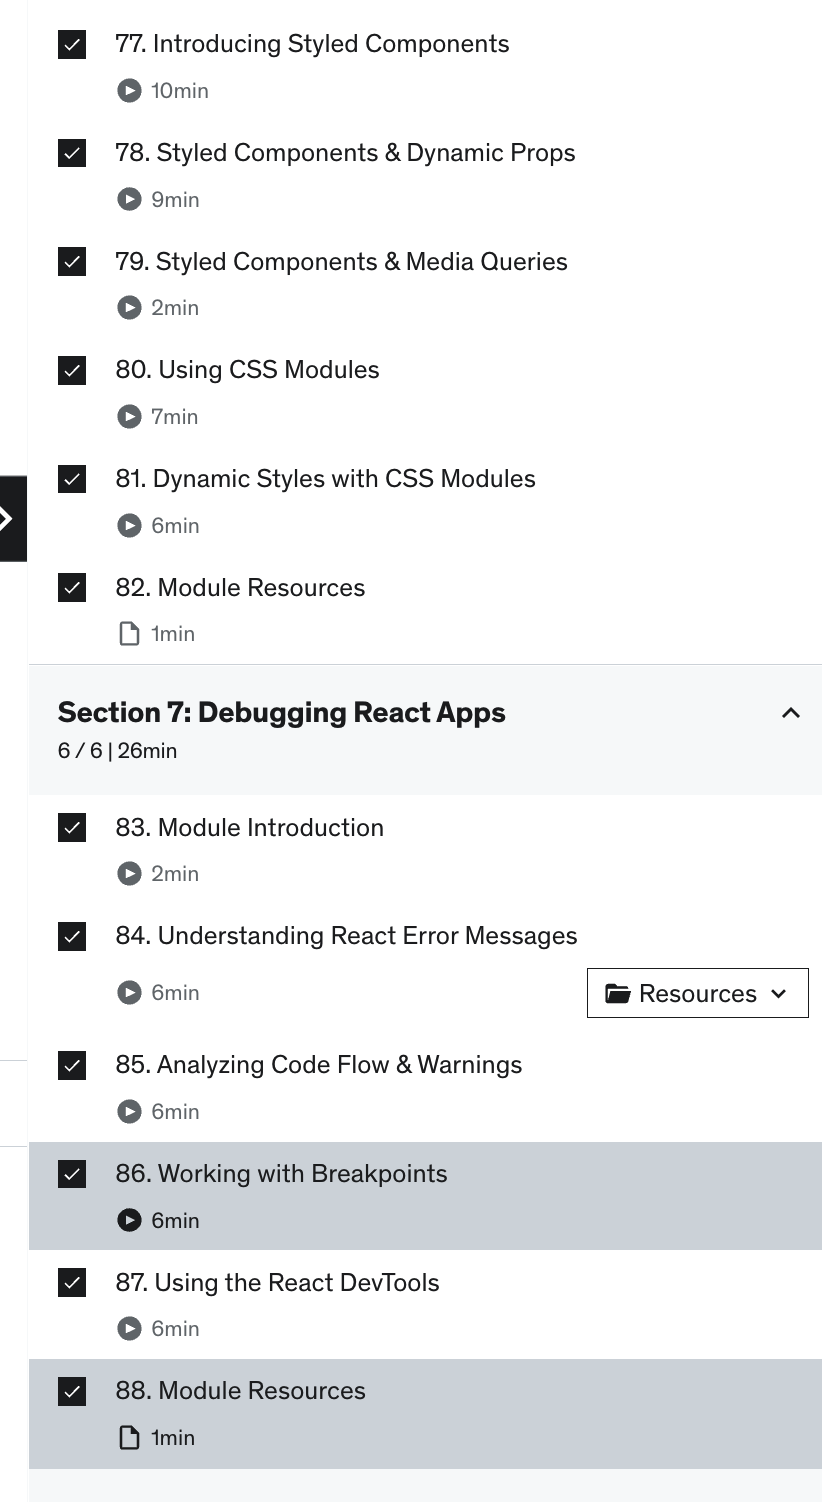 77. Introducing Styled Components
10min
78. Styled Components & Dynamic Props
9min
79. Styled Components & Media Queries
2min
80. Using CSS Modules
7min
81. Dynamic Styles with CSS Modules
6min
82. Module Resources
1min
Section 7: Debugging React Apps
6 / 6 | 26min
83. Module Introduction
2min
84. Understanding React Error Messages
6min
Resources
85. Analyzing Code Flow & Warnings
6min
86. Working with Breakpoints
6min
87. Using the React DevTools
6min
88. Module Resources
1min